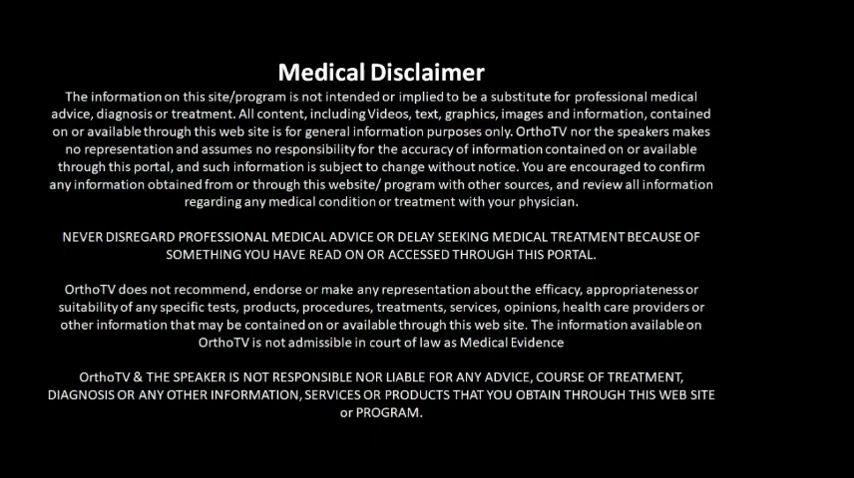 Medical Disclaimer
The information on this site/program is not intended or implied to be a substitute for professional medical
advice, diagnosis or treatment. All content, including Videos, text, graphics, images and information, contained
on or available through this web site is for general information purposes only. OrthoTV nor the speakers makes
no representation and assumes no responsibility for the accuracy of information contained on or available
through this portal, and such information is subject to change without notice. You are encouraged to confirm
any information obtained from or through this website/ program with other sources, and review all information
regarding any medical condition or treatment with your physician.
NEVER DISREGARD PROFESSIONAL MEDICAL ADVICE OR DELAY SEEKING MEDICAL TREATMENT BECAUSE OF
SOMETHING YOU HAVE READ ON OR ACCESSED THROUGH THIS PORTAL.
OrthoTV does not recommend, endorse or make any representation about the efficacy, appropriateness or
suitability of any specific tests, products, procedures, treatments, services, opinions, health care providers or
other information that may be contained on or available through this web site. The information available on
OrthoTV is not admissible in court of law as Medical Evidence
OrthoTV & THE SPEAKER IS NOT RESPONSIBLE NOR LIABLE FOR ANY ADVICE, COURSE OF TREATMENT,
DIAGNOSIS OR ANY OTHER INFORMATION, SERVICES OR PRODUCTS THAT YOU OBTAIN THROUGH THIS WEB SITE
or PROGRAM.